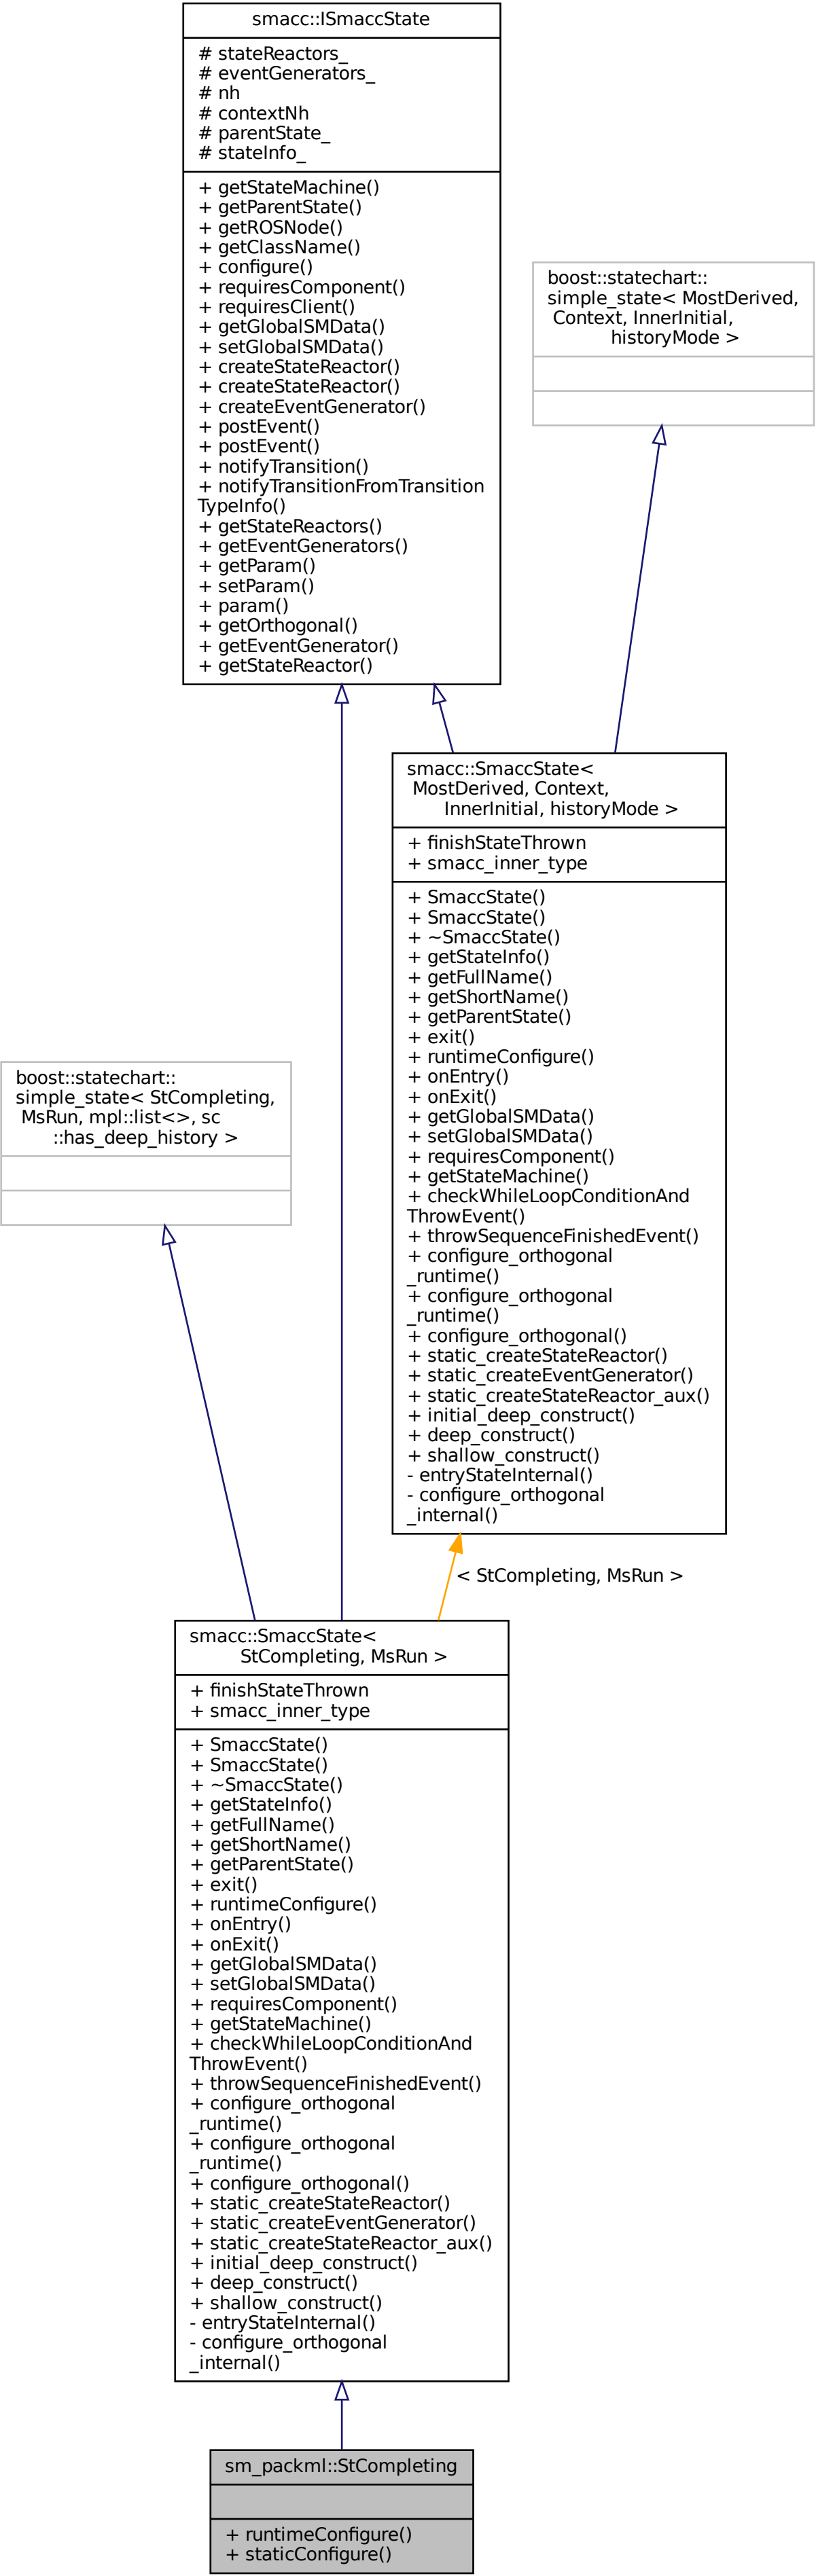 smacc::ISmaccState
# stateReactors_
# eventGenerators_
# nh
# contextNh
# parentState_
# stateInfo_
+ getStateMachine()
+ getParentState()
+ getROSNode()
+ getClassName()
+ configure()
+ requiresComponent()
+ requiresClient()
+ getGlobalSMData()
+ setGlobalSMData()
+ createStateReactor()
+ createStateReactor()
+ createEventGenerator()
+ postEvent()
+ postEvent()
+ notifyTransition()
+ notifyTransitionFromTransition
TypeInfo()
+ getStateReactors()
+ getEventGenerators()
+ getParam()
+ setParam()
+ param()
+ getOrthogonal()
+ getEventGenerator()
+ getStateReactor()
boost::statechart::
simple_state< MostDerived,
Context, InnerInitial,
historyMode >
smacc::SmaccState<
MostDerived, Context,
InnerInitial, historyMode >
+ finishStateThrown
+ smacc_inner_type
+ SmaccState()
+ SmaccState()
+ ~SmaccState()
+ getStateInfo()
+ getFullName()
+ getShortName()
+ getParentState()
+ exit()
+ runtimeConfigure()
+ onEntry()
+ onExit()
+ getGlobalSMData()
+ setGlobalSMData()
+ requiresComponent()
+ getStateMachine()
+ checkWhileLoopConditionAnd
ThrowEvent()
+ throwSequenceFinishedEvent()
+ configure_orthogonal
_runtime()
+ configure_orthogonal
_runtime()
+ configure_orthogonal()
+ static_createStateReactor()
+ static_createEventGenerator()
+ static_createStateReactor_aux()
+ initial_deep_construct()
+ deep_construct()
+ shallow_construct()
- entryStateInternal()
- configure_orthogonal
_internal()
boost::statechart::
simple_state< StCompleting,
MsRun, mpl::list<>, sc
::has_deep_history >
< StCompleting, MsRun >
smacc::SmaccState<
StCompleting, MsRun >
+ finishStateThrown
+ smacc_inner_type
+ SmaccState()
+ SmaccState()
+ ~SmaccState()
+ getStateInfo()
+ getFullName()
+ getShortName()
+ getParentState()
+ exit()
+ runtimeConfigure()
+ onEntry()
+ onExit()
+ getGlobalSMData()
+ setGlobalSMData()
+ requiresComponent()
+ getStateMachine()
+ checkWhileLoopConditionAnd
ThrowEvent()
+ throwSequenceFinishedEvent()
+ configure_orthogonal
_runtime()
+ configure_orthogonal
_runtime()
+ configure_orthogonal()
+ static_createStateReactor()
+ static_createEventGenerator()
+ static_createStateReactor_aux()
+ initial_deep_construct()
+ deep_construct()
+ shallow_construct()
- entryStateInternal()
- configure_orthogonal
_internal()
sm_packml::StCompleting
+ runtimeConfigure()
+ staticConfigure()